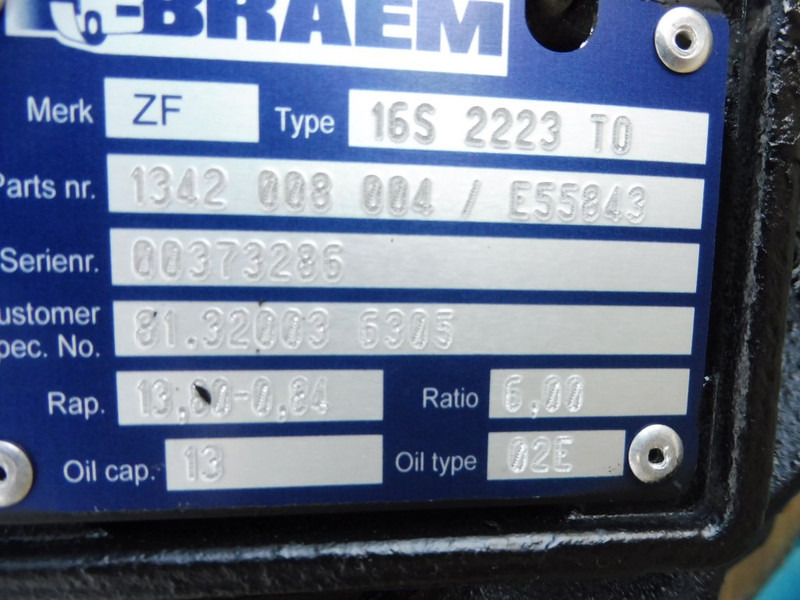 BRAEM
Merk ZF Type 16S 2223 TO
Parts nr. 1342 008 004 / E55843
Serienr. 00373286
ustomer
pec. No. 81.32003 6305
Rap. 13,80-0,84 Ratio 6,00
Oil cap. 13 Oil type 02E